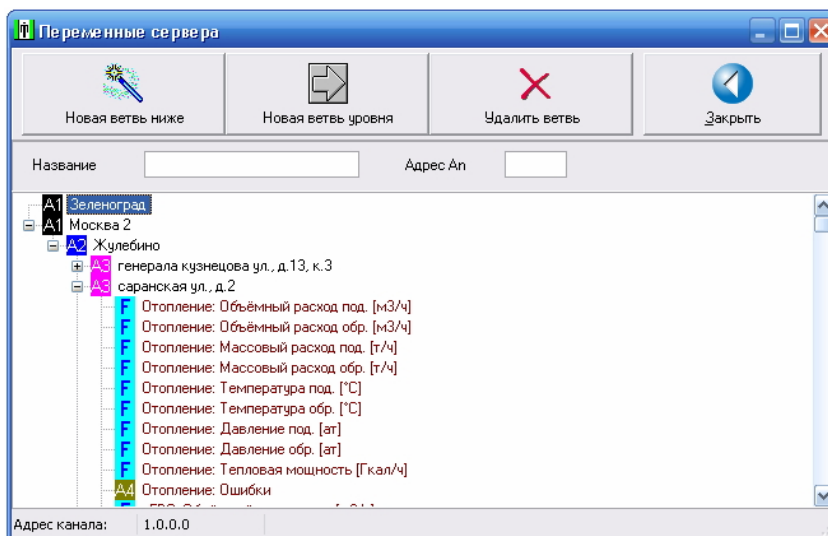 Переменные сервера
Новая ветвь ниже
Новая ветвь уровня
Удалить ветвь
Закрыть
Название
Адрес An
A1 Зеленоград
A1 Москва 2
A2 Жулебино
A3 генерала кузнецова ул., д.13, к.3
A3 саранская ул., д.2
F Отопление: Объёмный расход под. [м3/ч]
F Отопление: Объёмный расход обр. [м3/ч]
F Отопление: Массовый расход под. [т/ч]
F Отопление: Массовый расход обр. [т/ч]
F Отопление: Температура под. [°C]
F Отопление: Температура обр. [°C]
F Отопление: Давление под. [ат]
F Отопление: Давление обр. [ат]
F Отопление: Тепловая мощность [Гкал/ч]
A4 Отопление: Ошибки
Адрес канала: 1.0.0.0